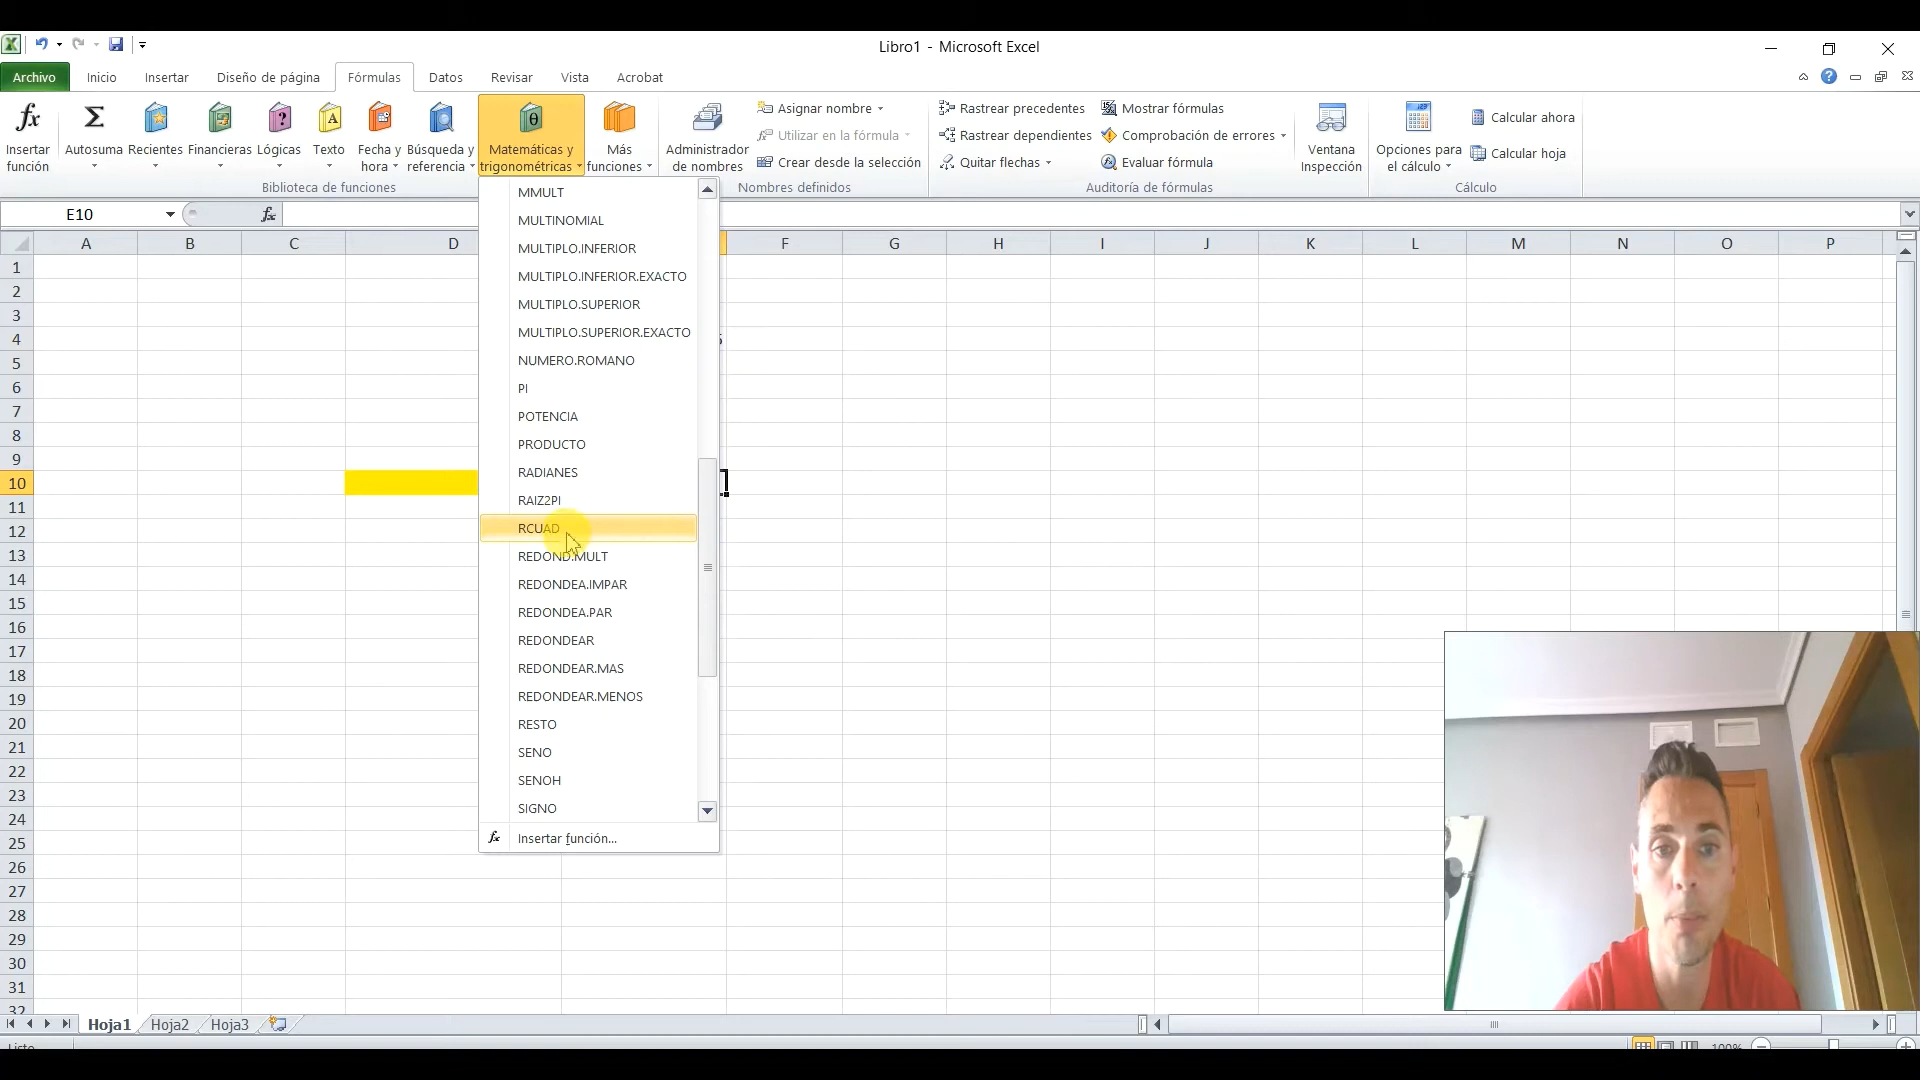 Libro1 - Microsoft Excel
Archivo Inicio Insertar Diseño de página Fórmulas Datos Revisar Vista Acrobat
Insertar función
Autosuma
Recientes
Financieras
Lógicas
Texto
Fecha y hora
Búsqueda y referencia
Matemáticas y trigonométricas
Más funciones
Biblioteca de funciones
Administrador de nombres
Asignar nombre
Utilizar en la fórmula
Crear desde la selección
Nombres definidos
Rastrear precedentes
Rastrear dependientes
Quitar flechas
Mostrar fórmulas
Comprobación de errores
Evaluar fórmula
Auditoría de fórmulas
Ventana Inspección
Opciones para el cálculo
Calcular ahora
Calcular hoja
Cálculo
E10 fx
A B C D F G H I J K L M N O P
1
2
3
4
5
6
7
8
9
10
11
12
13
14
15
16
17
18
19
20
21
22
23
24
25
26
27
28
29
30
31
32
MMULT
MULTINOMIAL
MULTIPLO.INFERIOR
MULTIPLO.INFERIOR.EXACTO
MULTIPLO.SUPERIOR
MULTIPLO.SUPERIOR.EXACTO
NUMERO.ROMANO
PI
POTENCIA
PRODUCTO
RADIANES
RAIZ2PI
RCUAD
REDOND.MULT
REDONDEA.IMPAR
REDONDEA.PAR
REDONDEAR
REDONDEAR.MAS
REDONDEAR.MENOS
RESTO
SENO
SENOH
SIGNO
fx Insertar función...
Hoja1 Hoja2 Hoja3
Listo 100%